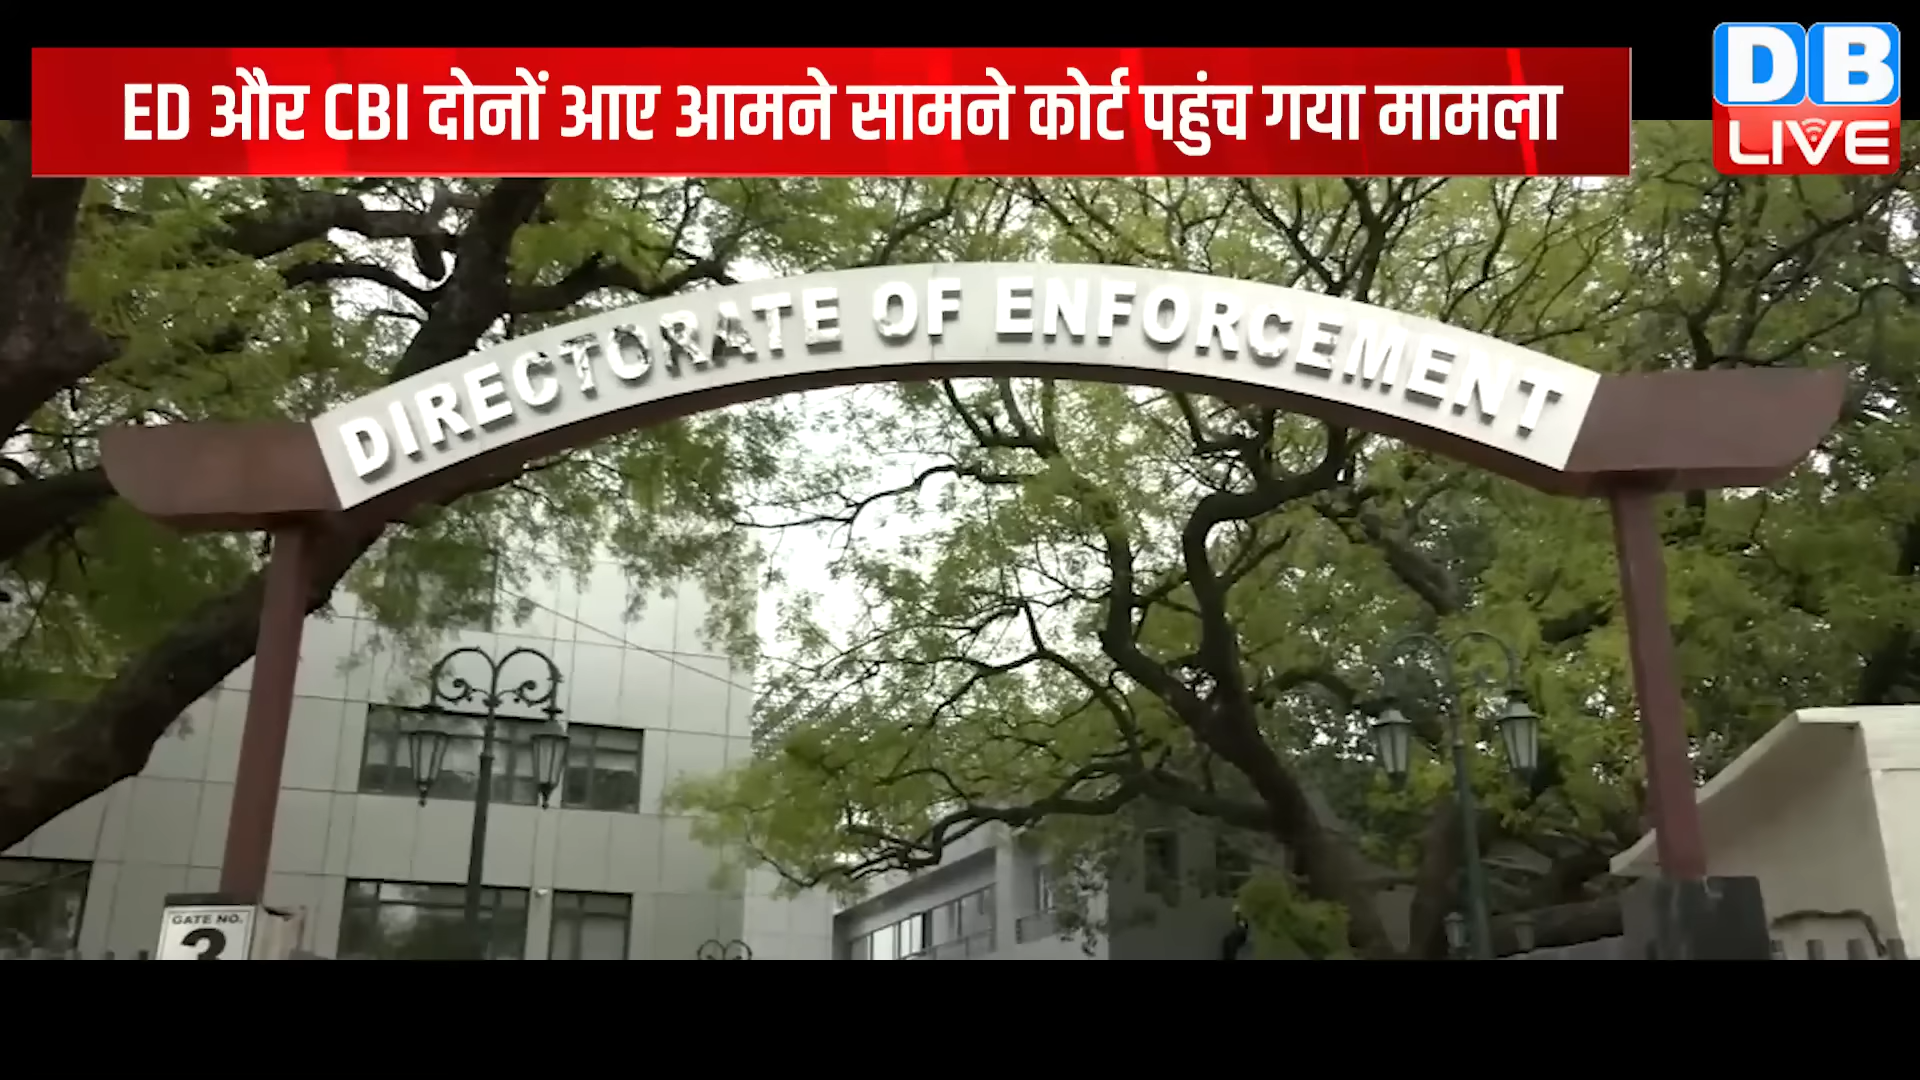 ED और CBI दोनों आए आमने सामने कोर्ट पहुंच गया मामला
DB
LIVE
DIRECTORATE OF ENFORCEMENT
GATE NO.